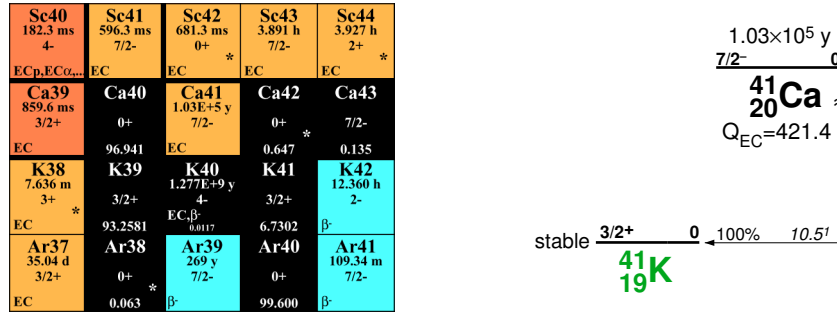 Sc40 Sc41 Sc42 Sc43 Sc44
182.3 ms 596.3 ms 681.3 ms 3.891 h 3.927 h
4- 7/2- 0+ 7/2- 2+
* *
ECp,ECα,... EC EC EC EC
Ca39 Ca40 Ca41 Ca42 Ca43
859.6 ms 1.03E+5 y
3/2+ 0+ 7/2- 0+ 7/2-
*
EC 96.941 EC 0.647 0.135
K38 K39 K40 K41 K42
7.636 m 1.277E+9 y 12.360 h
3+ 3/2+ 4- 3/2+ 2-
*
EC 93.2581 EC,β- 0.0117 6.7302 β-
Ar37 Ar38 Ar39 Ar40 Ar41
35.04 d 269 y 109.34 m
3/2+ 0+ 7/2- 0+ 7/2-
*
EC 0.063 β- 99.600 β-
1.03×10⁵ y
7/2⁻ 0
⁴¹₂₀Ca
Q_EC=421.4
stable 3/2+ 0 100% 10.5¹
⁴¹₁₉K